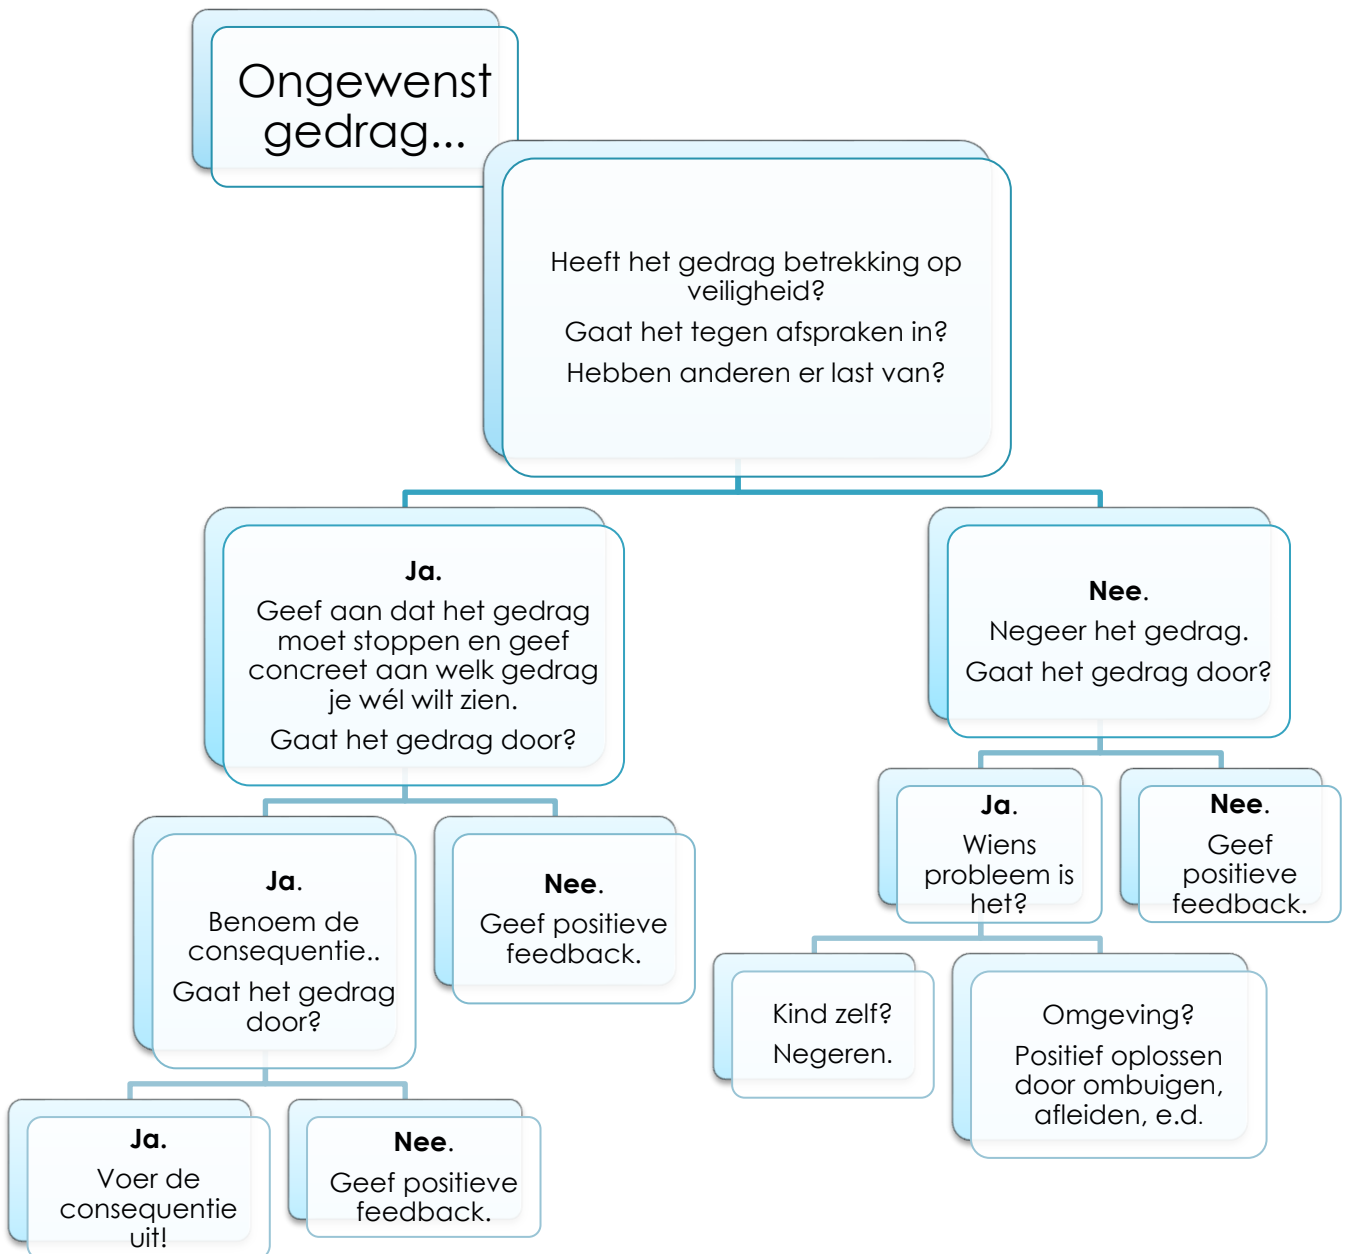 Ongewenst
gedrag...
Heeft het gedrag betrekking op
veiligheid?
Gaat het tegen afspraken in?
Hebben anderen er last van?
Ja.
Geef aan dat het gedrag
moet stoppen en geef
concreet aan welk gedrag
je wél wilt zien.
Gaat het gedrag door?
Ja.
Benoem de
consequentie..
Gaat het gedrag
door?
Ja.
Voer de
consequentie
uit!
Nee.
Geef positieve
feedback.
Nee.
Geef positieve
feedback.
Nee.
Negeer het gedrag.
Gaat het gedrag door?
Ja.
Wiens
probleem is
het?
Kind zelf?
Negeren.
Omgeving?
Positief oplossen
door ombuigen,
afleiden, e.d.
Nee.
Geef
positieve
feedback.